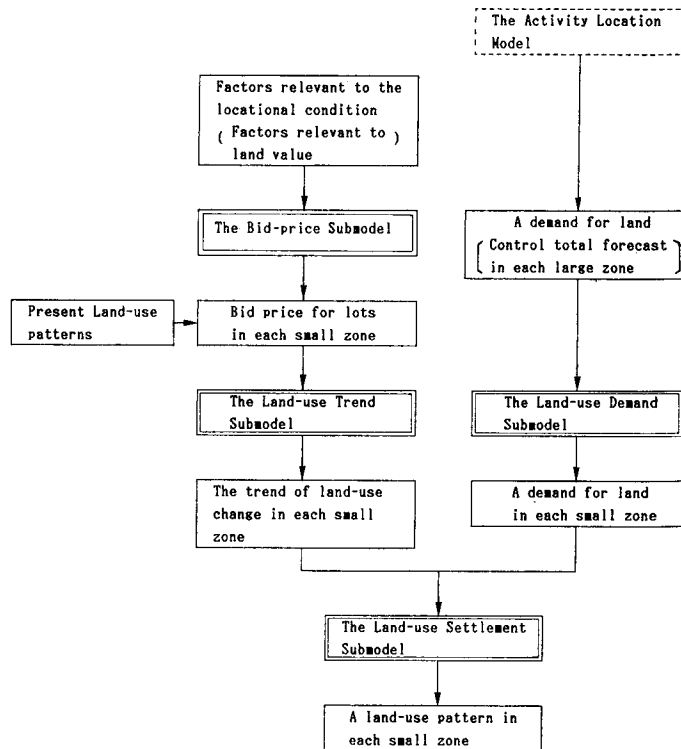 The Activity Location
Model
Factors relevant to the
locational condition
( Factors relevant to )
land value
The Bid-price Submodel
A demand for land
Control total forecast
in each large zone
Present Land-use
patterns
Bid price for lots
in each small zone
The Land-use Trend
Submodel
The Land-use Demand
Submodel
The trend of land-use
change in each small
zone
A demand for land
in each small zone
The Land-use Settlement
Submodel
A land-use pattern in
each small zone